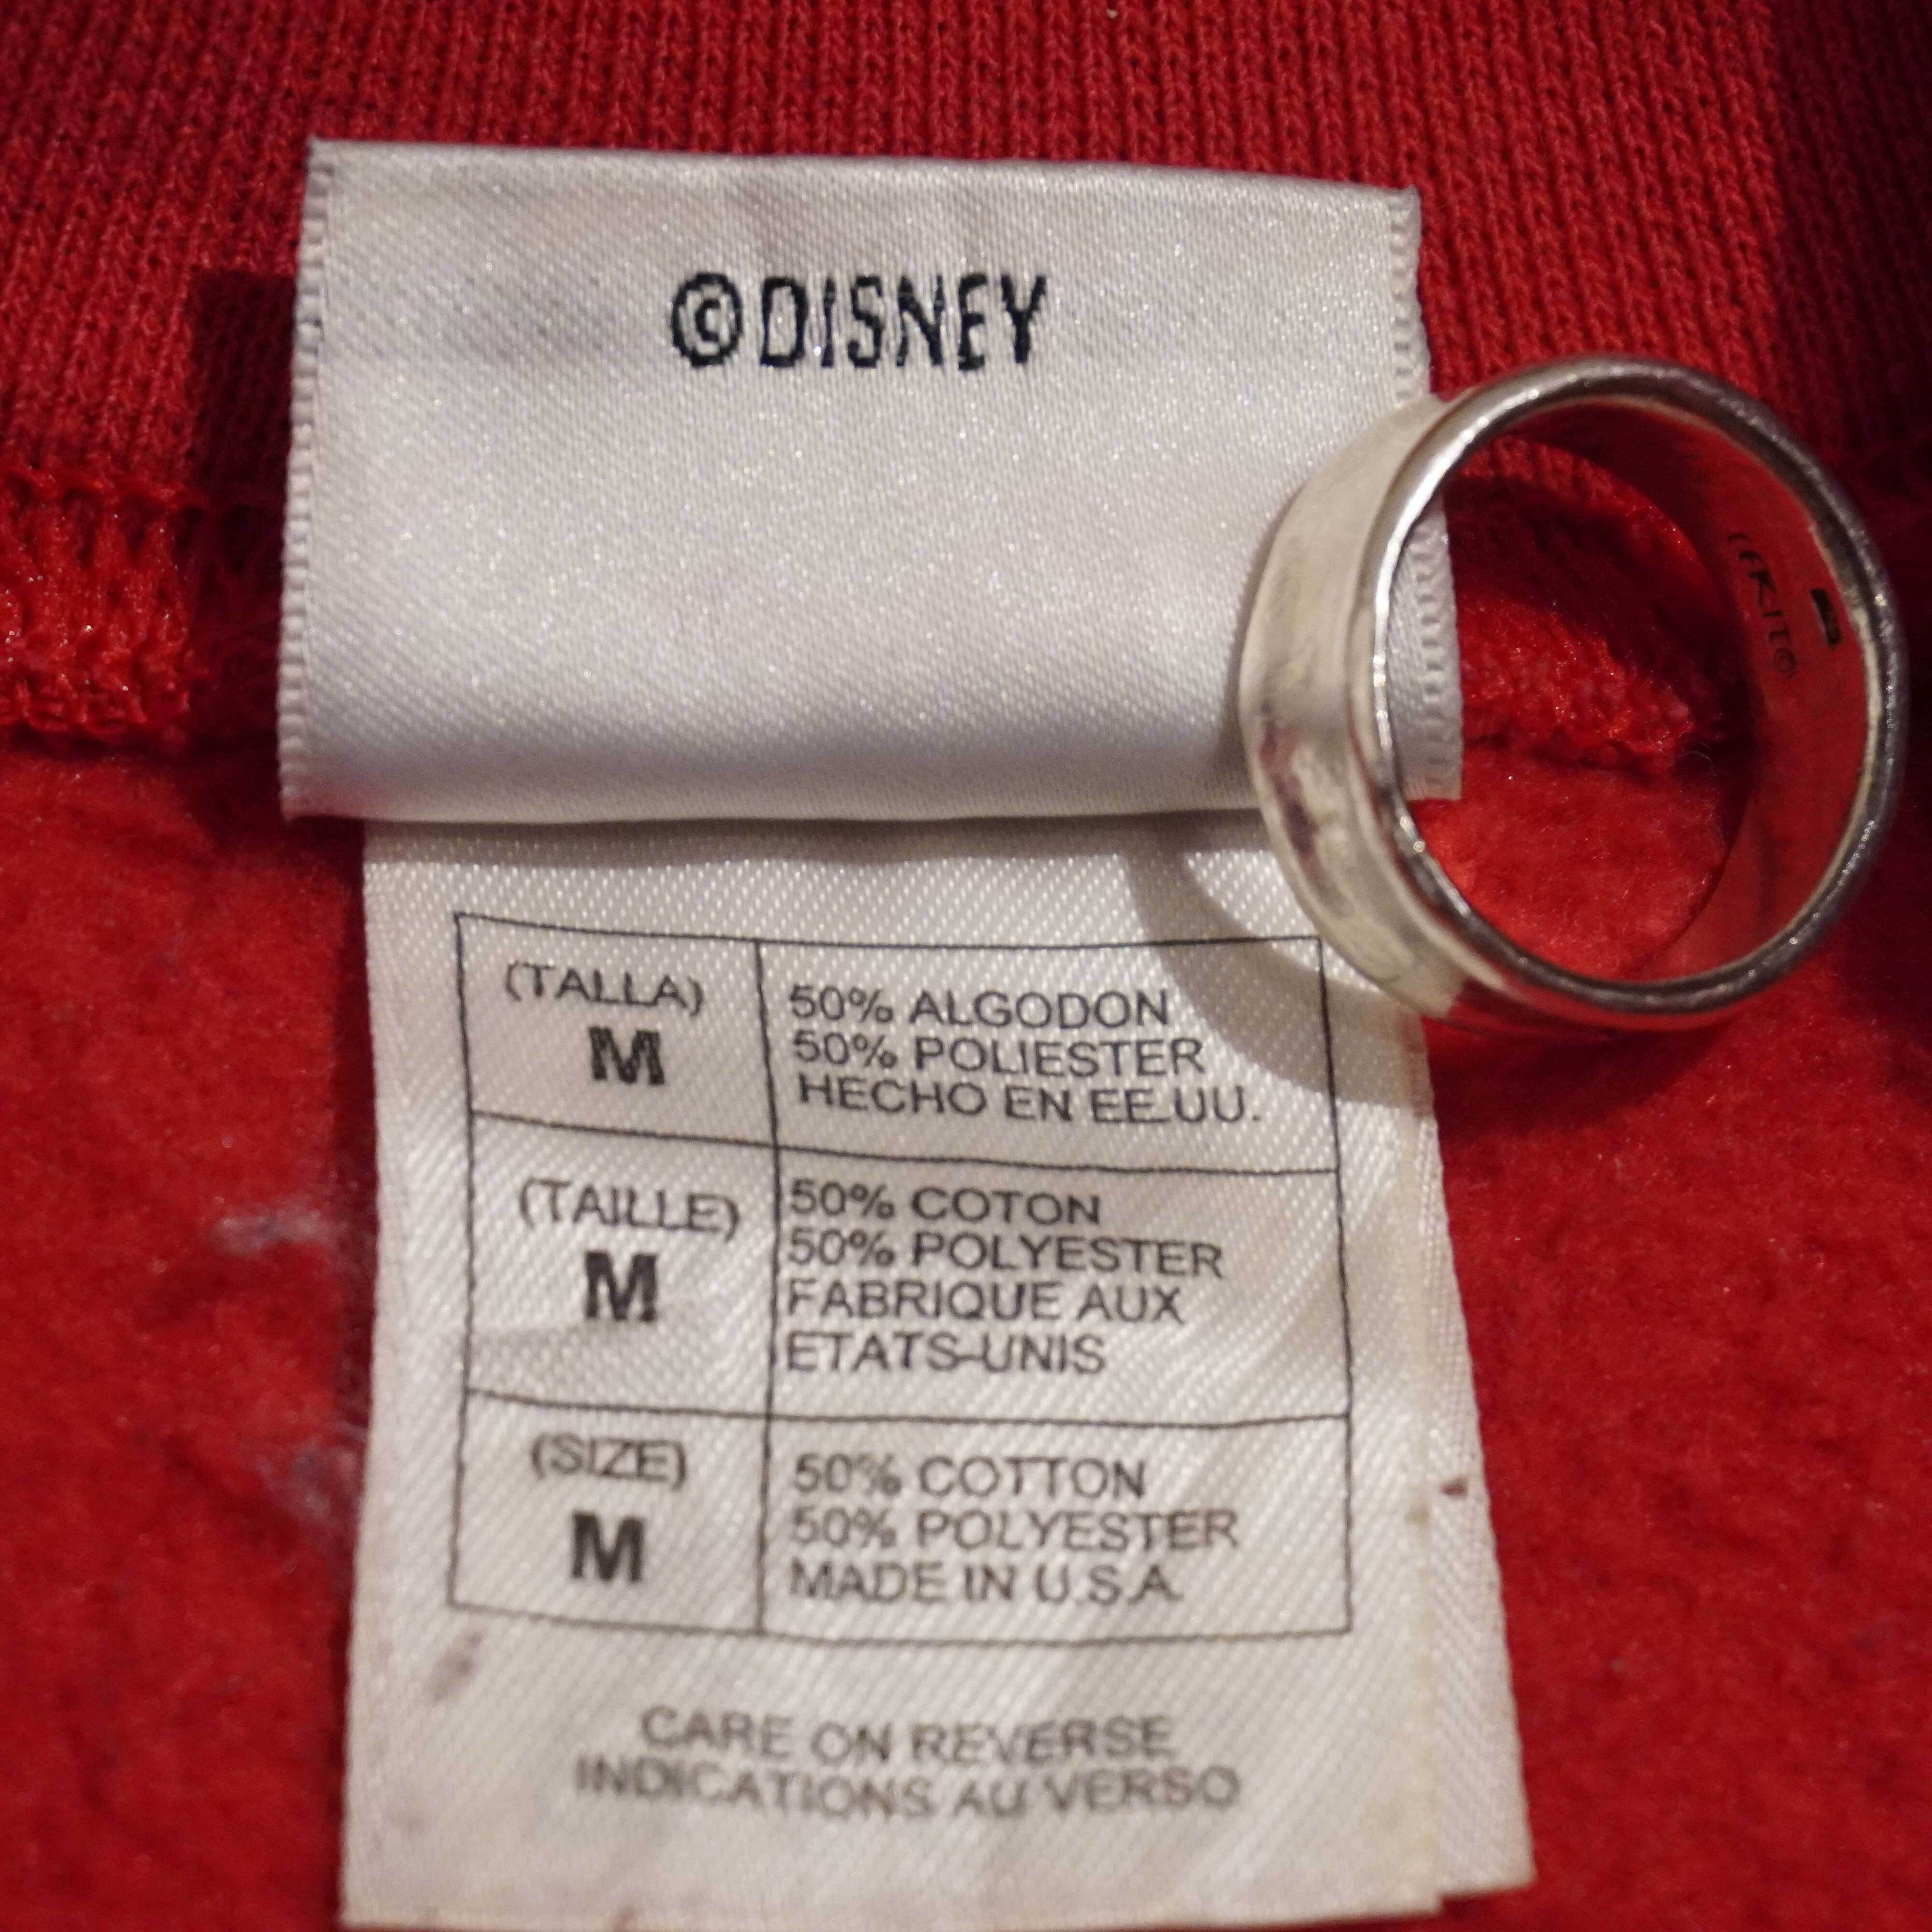 ©DISNEY
(TALLA)
M
50% ALGODON
50% POLIESTER
HECHO EN EE.UU.
(TAILLE)
M
50% COTON
50% POLYESTER
FABRIQUE AUX
ETATS-UNIS
(SIZE)
M
50% COTTON
50% POLYESTER
MADE IN U.S.A.
CARE ON REVERSE
INDICATIONS AU VERSO